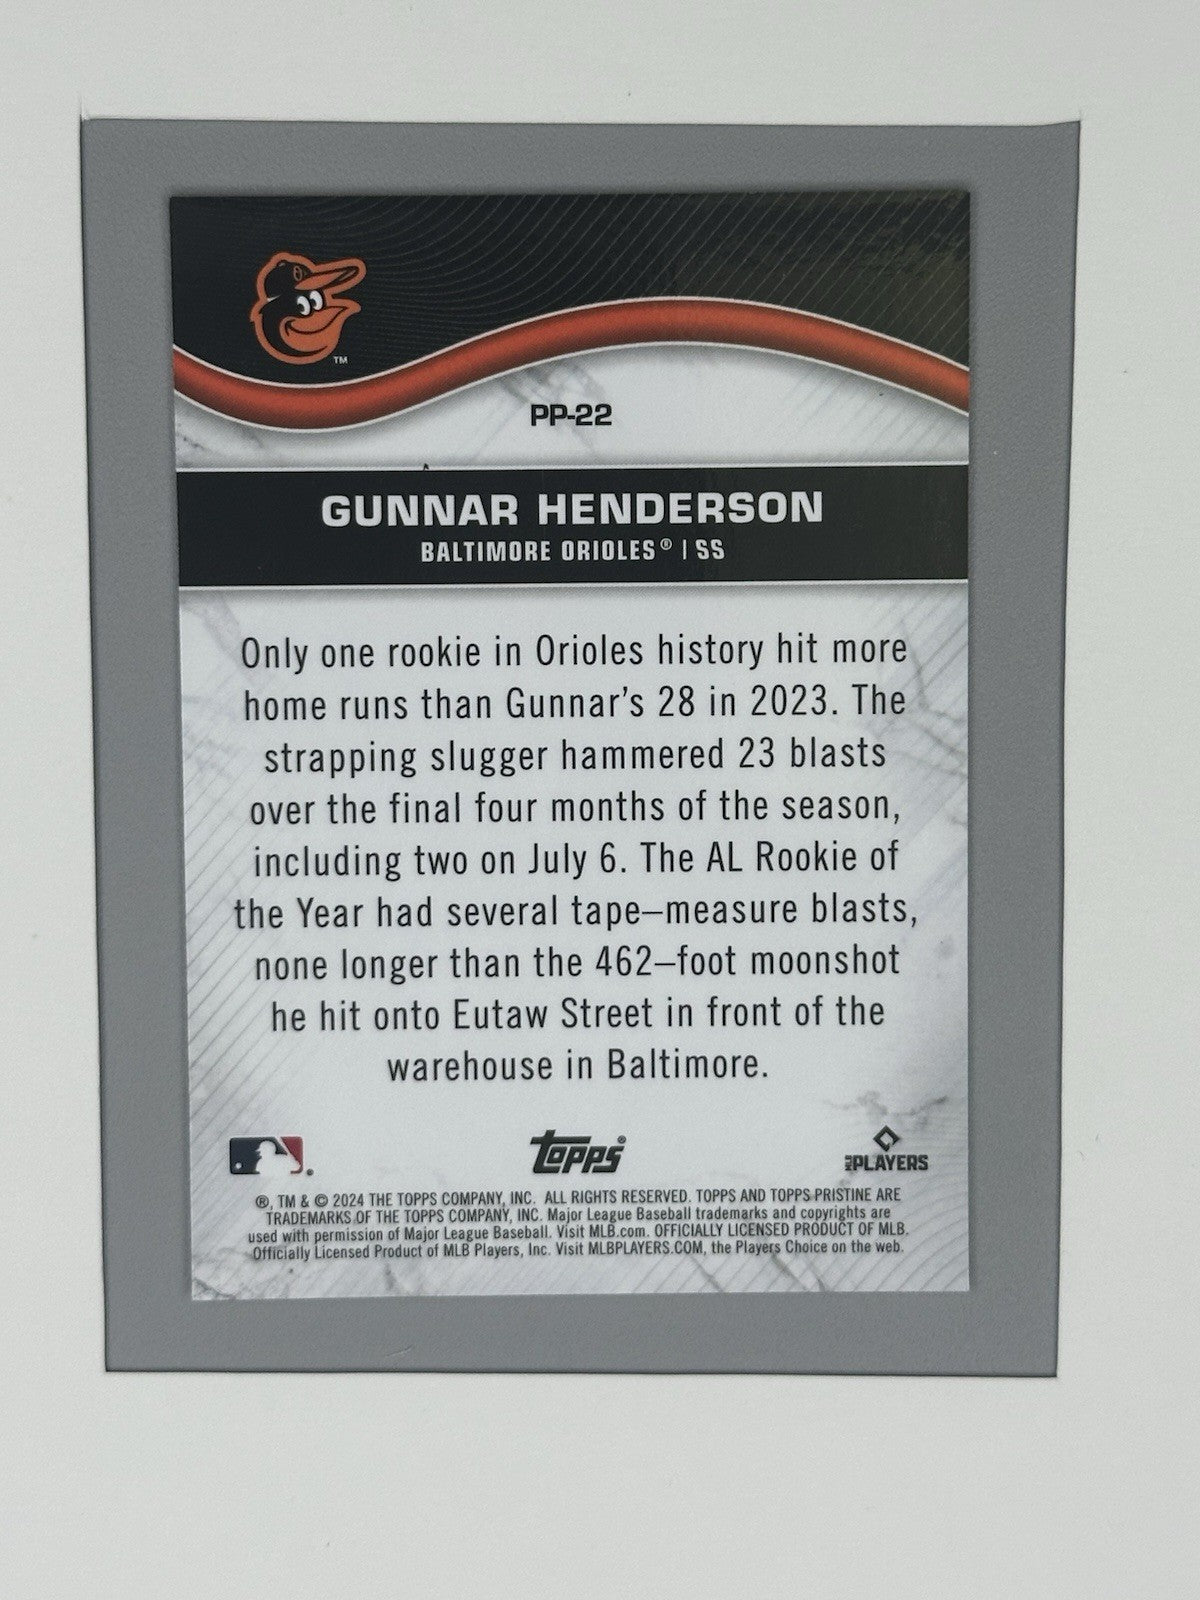 TM
PP-22
GUNNAR HENDERSON
BALTIMORE ORIOLES® | SS
Only one rookie in Orioles history hit more
home runs than Gunnar's 28 in 2023. The
strapping slugger hammered 23 blasts
over the final four months of the season,
including two on July 6. The AL Rookie of
the Year had several tape–measure blasts,
none longer than the 462–foot moonshot
he hit onto Eutaw Street in front of the
warehouse in Baltimore.
topps®
MLB PLAYERS
®, TM & © 2024 THE TOPPS COMPANY, INC. ALL RIGHTS RESERVED. TOPPS AND TOPPS PRISTINE ARE
TRADEMARKS OF THE TOPPS COMPANY, INC. Major League Baseball trademarks and copyrights are
used with permission of Major League Baseball. Visit MLB.com. OFFICIALLY LICENSED PRODUCT OF MLB.
Officially Licensed Product of MLB Players, Inc. Visit MLBPLAYERS.COM, the Players Choice on the web.